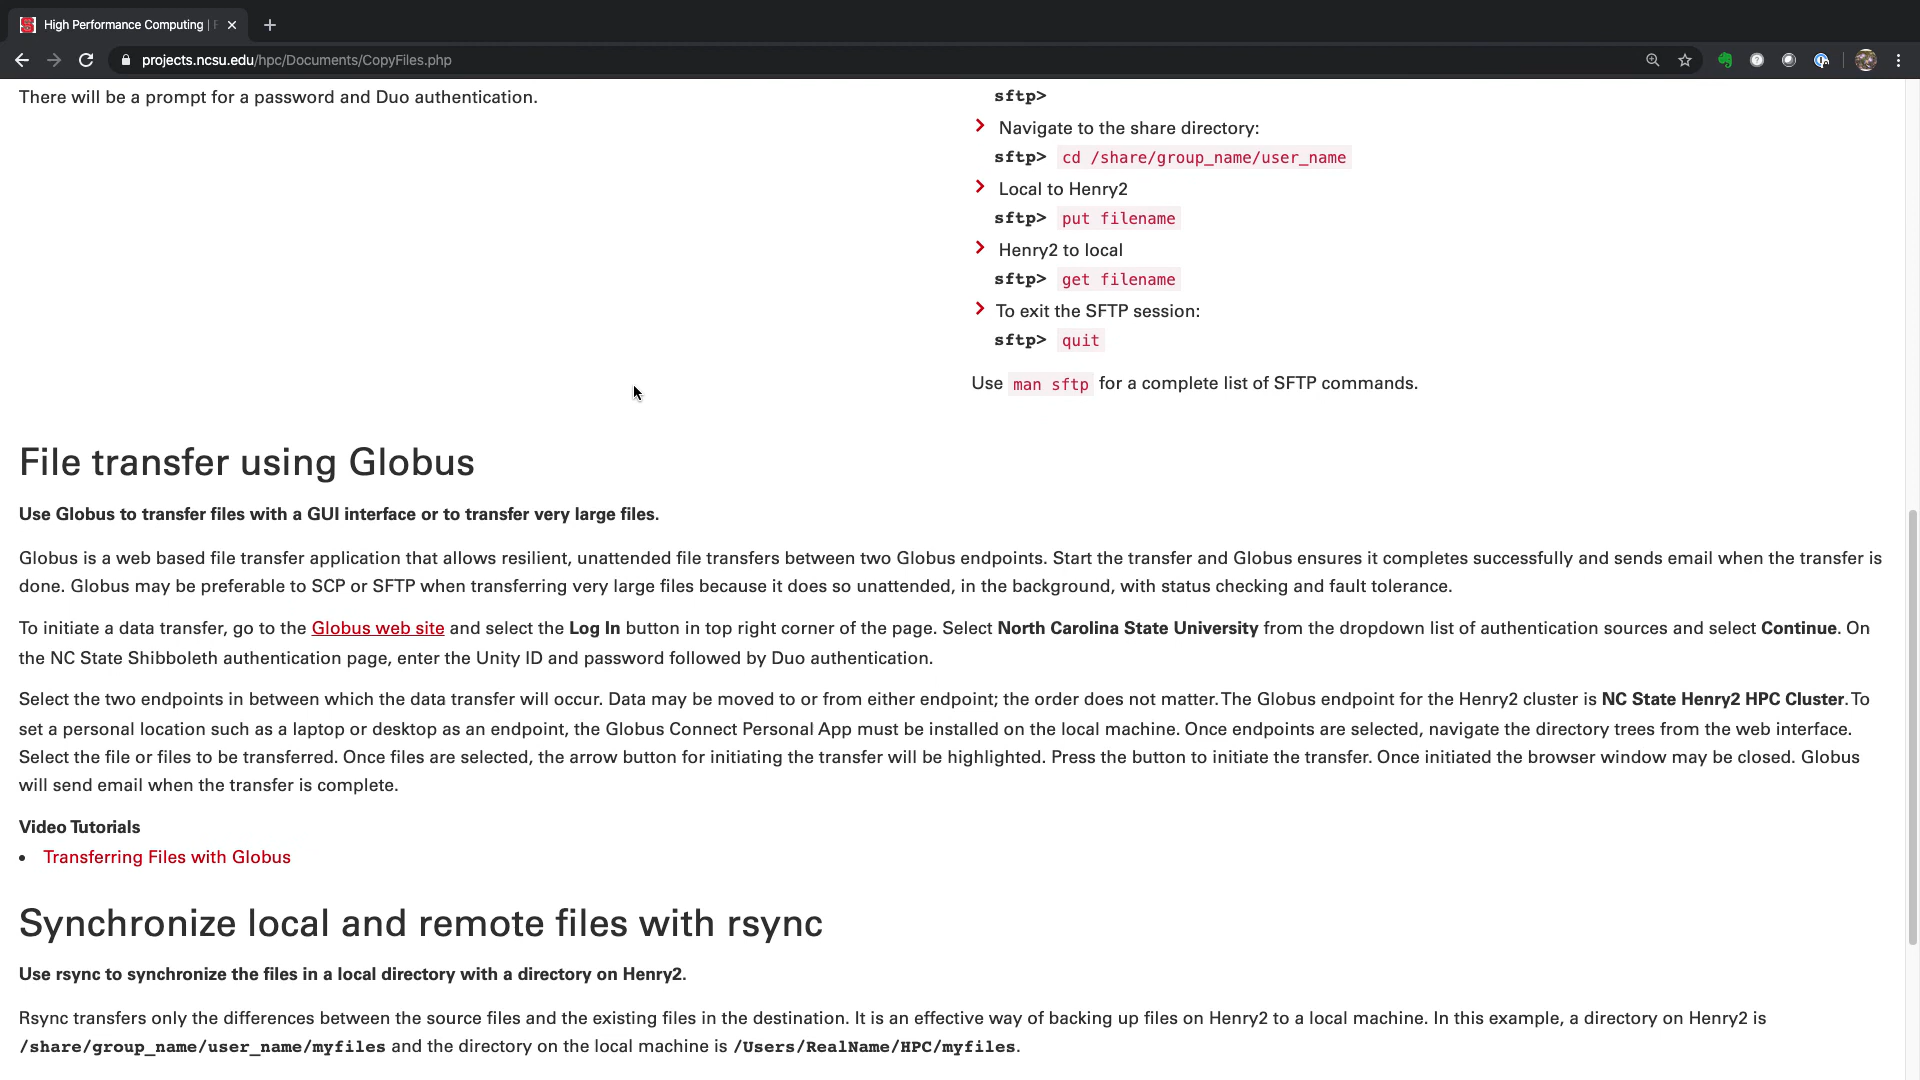 High Performance Computing |
projects.ncsu.edu/hpc/Documents/CopyFiles.php
There will be a prompt for a password and Duo authentication.
sftp>
Navigate to the share directory:
sftp> cd /share/group_name/user_name
Local to Henry2
sftp> put filename
Henry2 to local
sftp> get filename
To exit the SFTP session:
sftp> quit
Use man sftp for a complete list of SFTP commands.
File transfer using Globus
Use Globus to transfer files with a GUI interface or to transfer very large files.
Globus is a web based file transfer application that allows resilient, unattended file transfers between two Globus endpoints. Start the transfer and Globus ensures it completes successfully and sends email when the transfer is
done. Globus may be preferable to SCP or SFTP when transferring very large files because it does so unattended, in the background, with status checking and fault tolerance.
To initiate a data transfer, go to the Globus web site and select the Log In button in top right corner of the page. Select North Carolina State University from the dropdown list of authentication sources and select Continue. On
the NC State Shibboleth authentication page, enter the Unity ID and password followed by Duo authentication.
Select the two endpoints in between which the data transfer will occur. Data may be moved to or from either endpoint; the order does not matter. The Globus endpoint for the Henry2 cluster is NC State Henry2 HPC Cluster. To
set a personal location such as a laptop or desktop as an endpoint, the Globus Connect Personal App must be installed on the local machine. Once endpoints are selected, navigate the directory trees from the web interface.
Select the file or files to be transferred. Once files are selected, the arrow button for initiating the transfer will be highlighted. Press the button to initiate the transfer. Once initiated the browser window may be closed. Globus
will send email when the transfer is complete.
Video Tutorials
• Transferring Files with Globus
Synchronize local and remote files with rsync
Use rsync to synchronize the files in a local directory with a directory on Henry2.
Rsync transfers only the differences between the source files and the existing files in the destination. It is an effective way of backing up files on Henry2 to a local machine. In this example, a directory on Henry2 is
/share/group_name/user_name/myfiles and the directory on the local machine is /Users/RealName/HPC/myfiles.